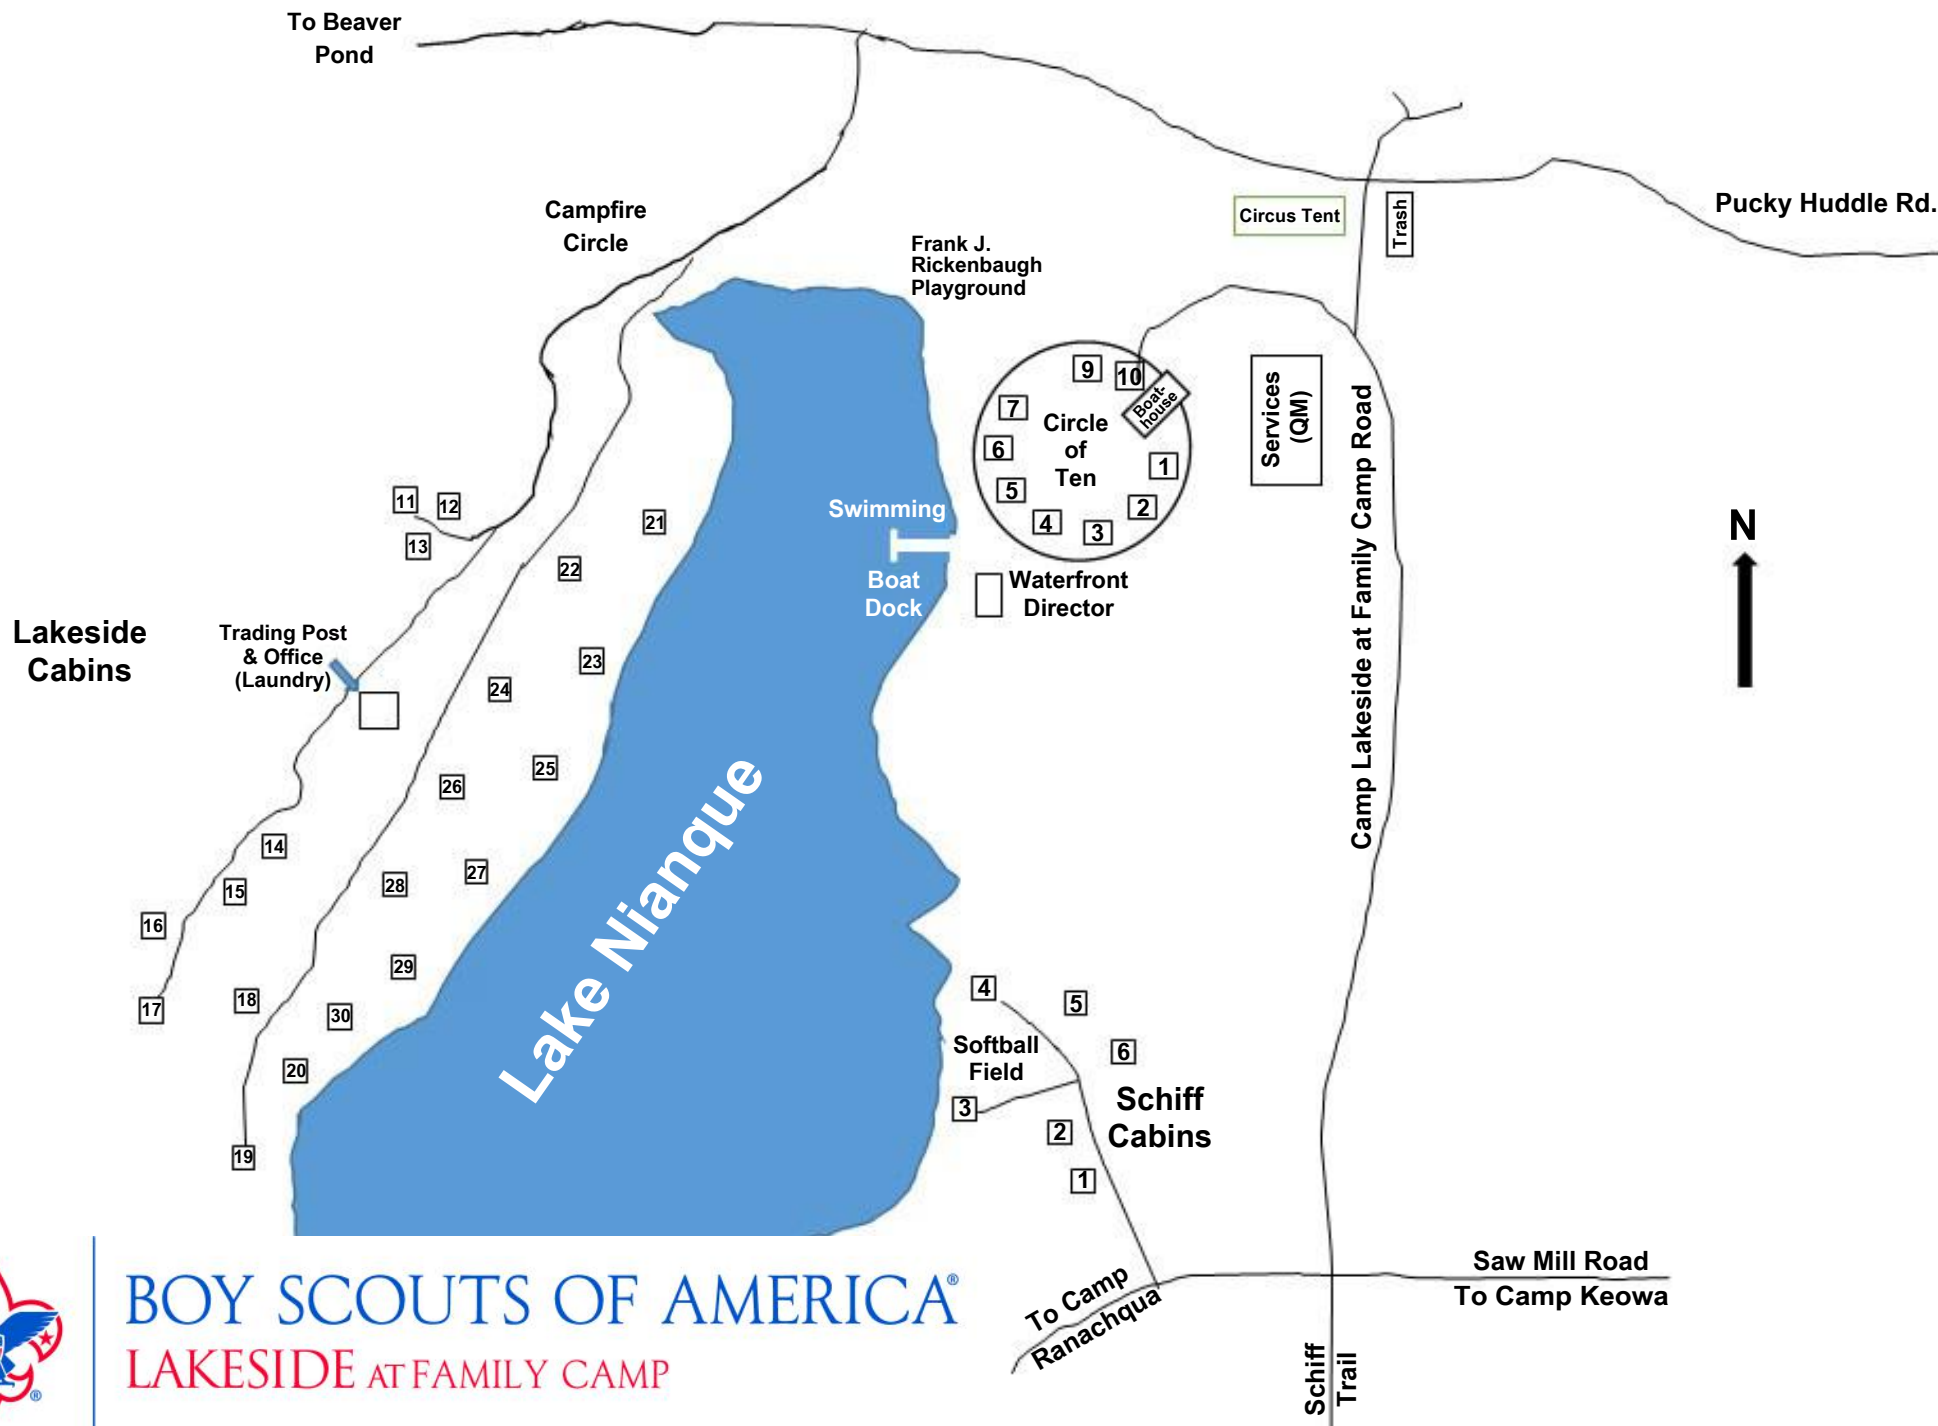 To Beaver
Pond
Campfire
Circle
Frank J.
Rickenbaugh
Playground
Circus Tent
Trash
Pucky Huddle Rd.
9
10
Boat-
house
7
Circle
of
Ten
6
1
5
2
4
3
Services
(QM)
Camp Lakeside at Family Camp Road
N
Swimming
Boat
Dock
Waterfront
Director
11
12
13
21
22
Lakeside
Cabins
Trading Post
& Office
(Laundry)
23
24
25
26
14
27
28
15
16
29
17
18
30
20
19
Lake Nianque
4
5
Softball
Field
6
3
Schiff
Cabins
2
1
To Camp
Ranachqua
Saw Mill Road
To Camp Keowa
Schiff
Trail
BOY SCOUTS OF AMERICA®
LAKESIDE AT FAMILY CAMP
®